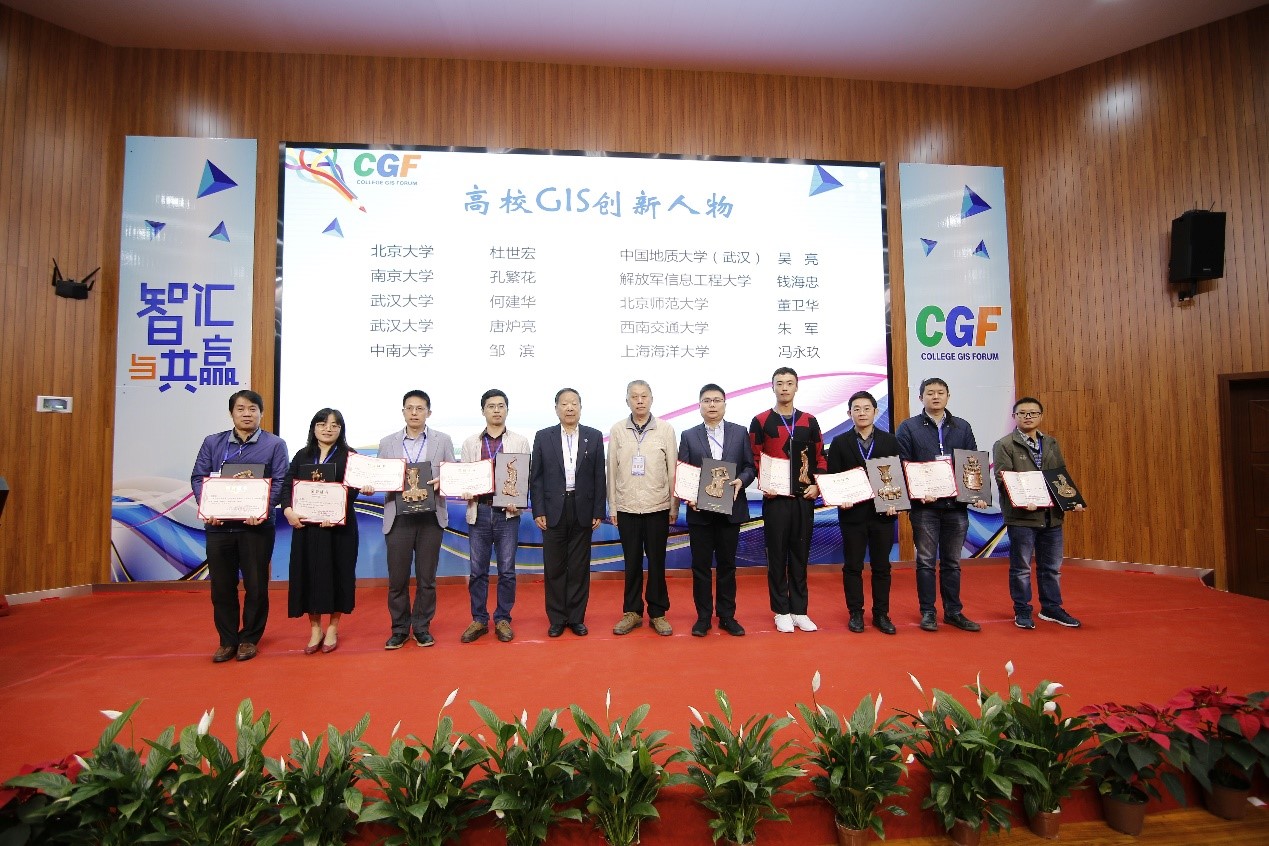 CGF
COLLEGE GIS FORUM
高校GIS创新人物
北京大学 杜世宏 中国地质大学（武汉） 吴 亮
南京大学 孔繁花 解放军信息工程大学 钱海忠
武汉大学 何建华 北京师范大学 董卫华
武汉大学 唐炉亮 西南交通大学 朱 军
中南大学 邹 滨 上海海洋大学 冯永玖
智汇
与共赢
CGF
COLLEGE GIS FORUM